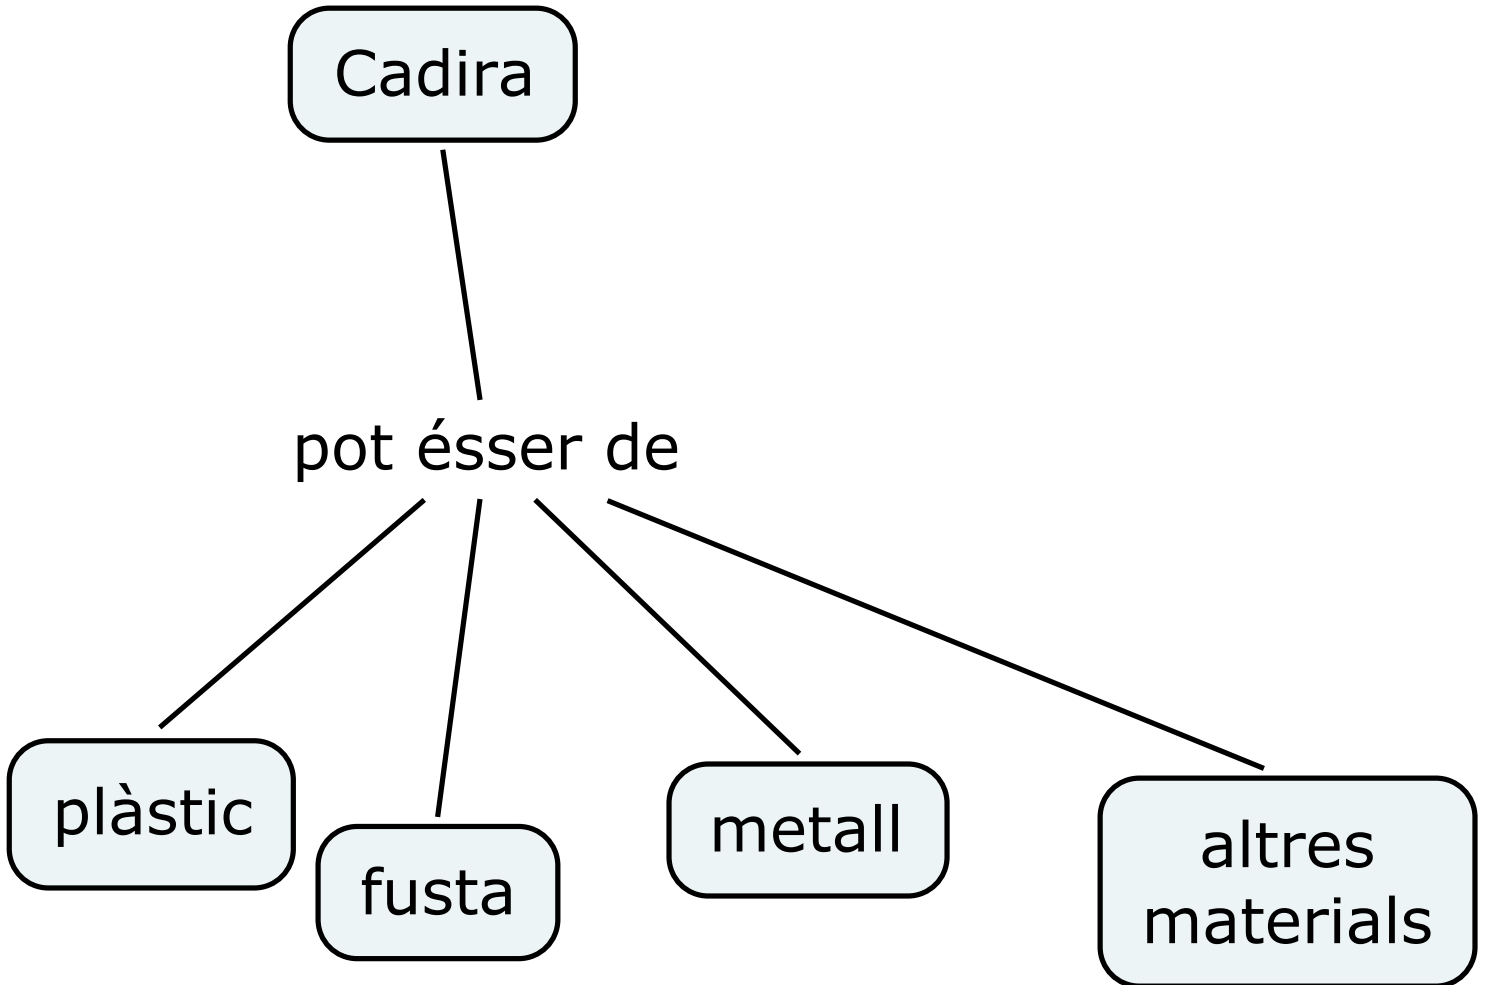 Cadira
pot ésser de
plàstic
fusta
metall
altres
materials